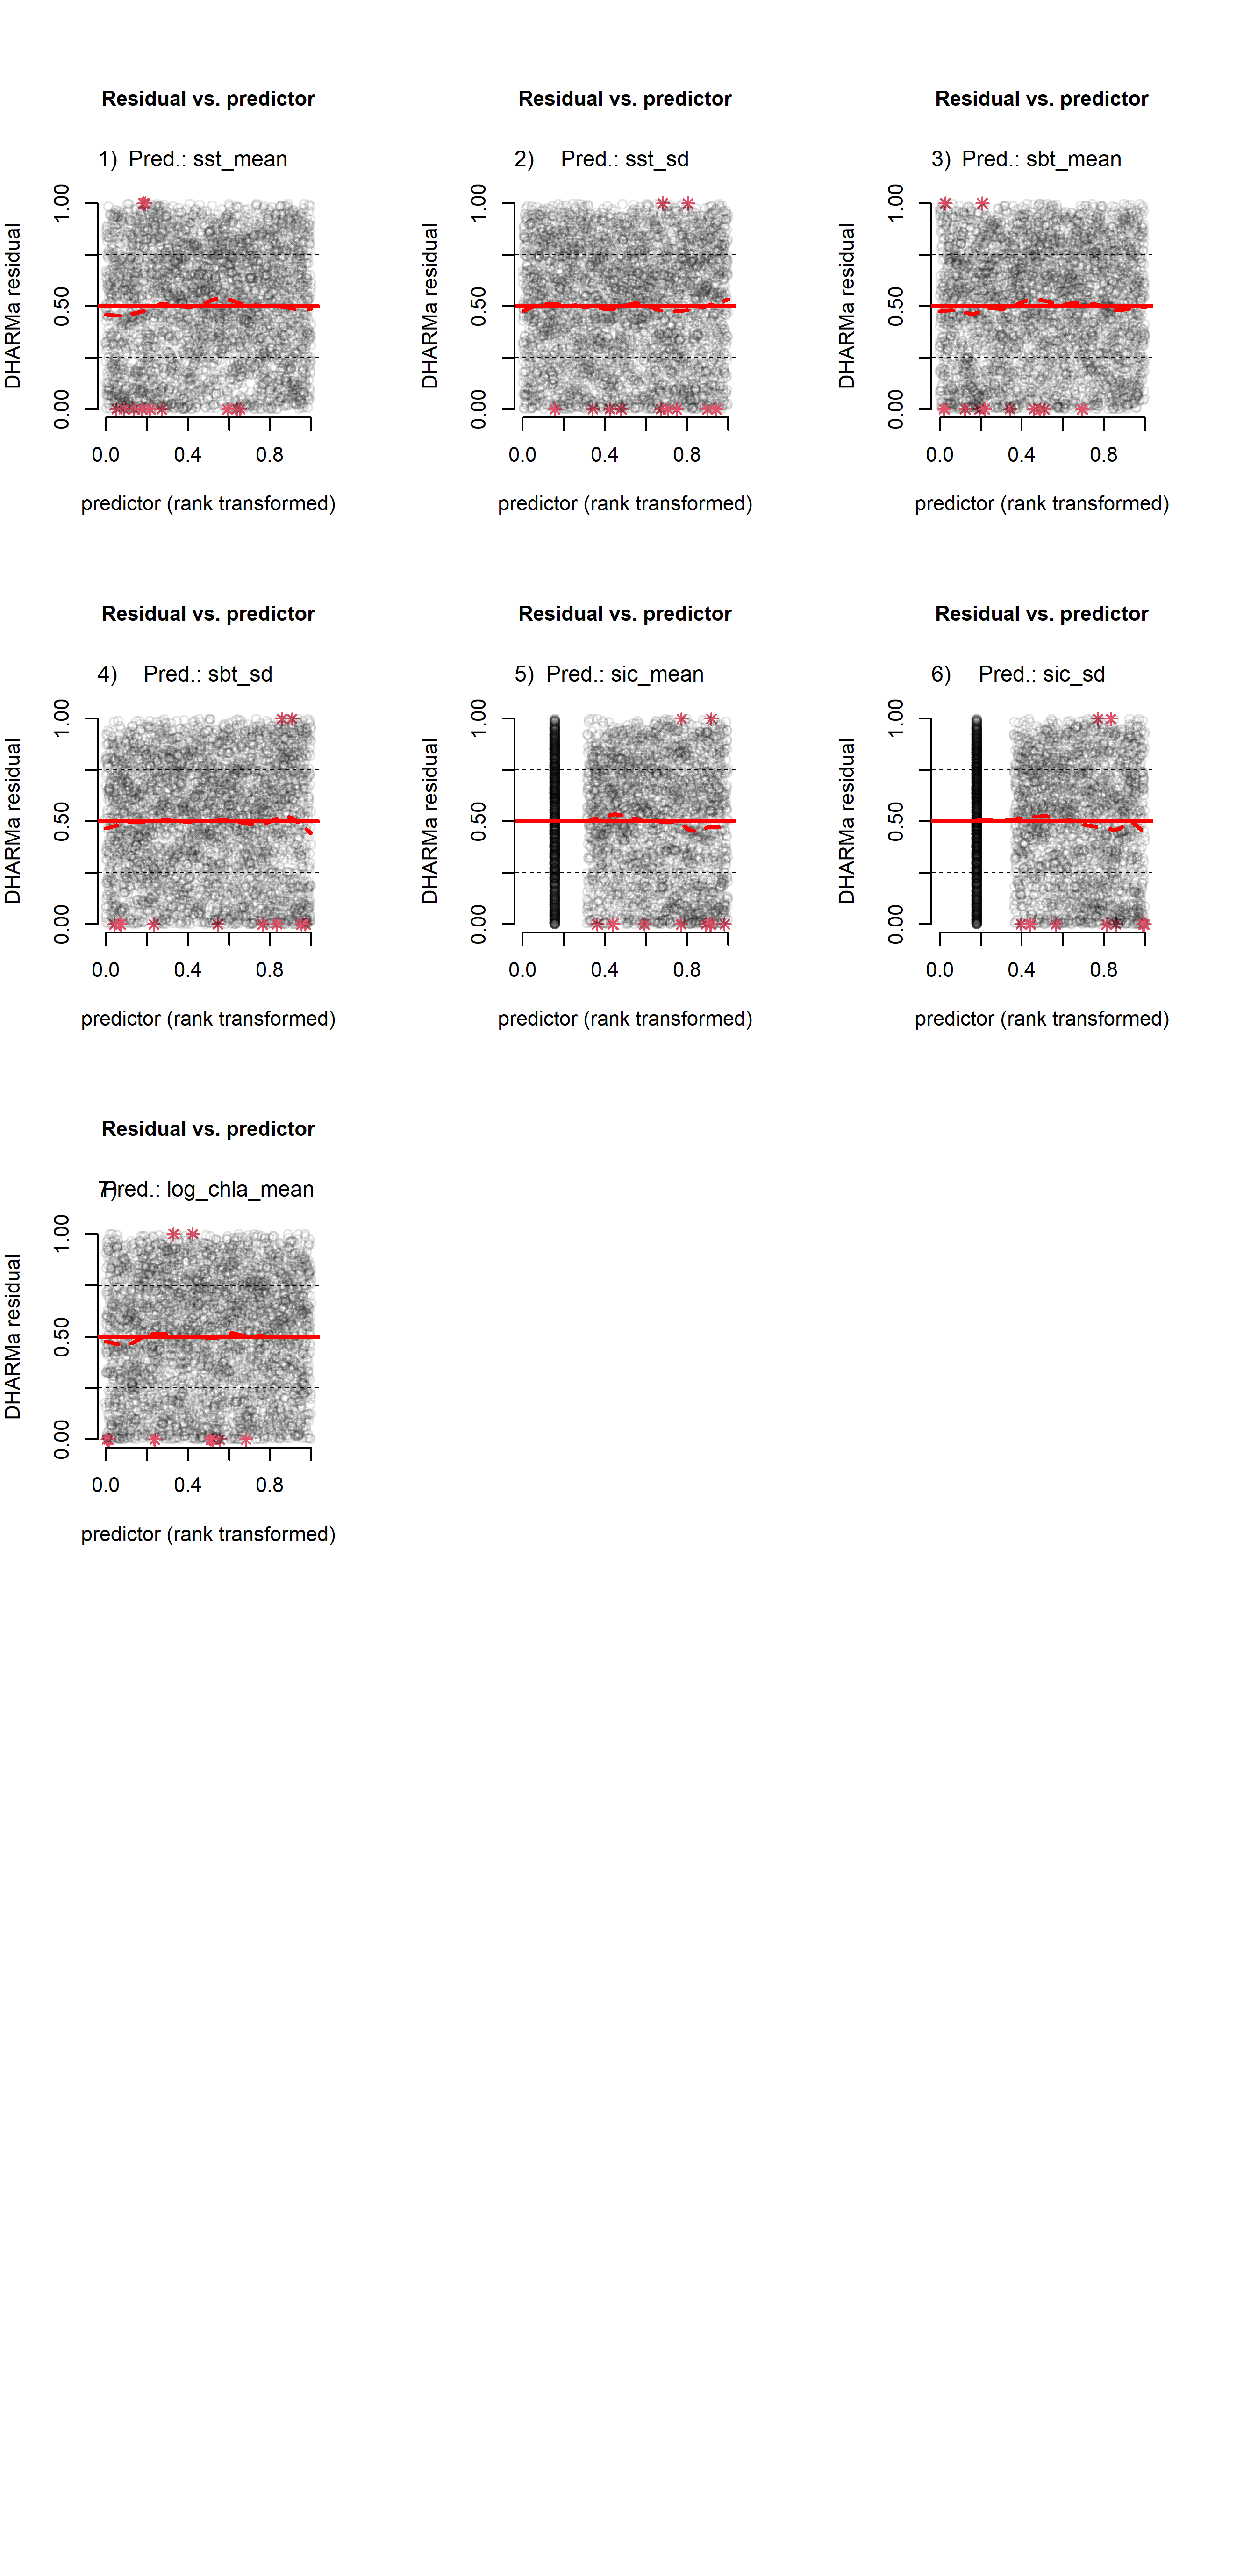 Residual vs. predictor Residual vs. predictor Residual vs. predictor
1) Pred.: sst_mean 2) Pred.: sst_sd 3) Pred.: sbt_mean
DHARMa residual DHARMa residual DHARMa residual
1.00 1.00 1.00
0.50 0.50 0.50
0.00 0.00 0.00
0.0 0.4 0.8 0.0 0.4 0.8 0.0 0.4 0.8
predictor (rank transformed) predictor (rank transformed) predictor (rank transformed)
Residual vs. predictor Residual vs. predictor Residual vs. predictor
4) Pred.: sbt_sd 5) Pred.: sic_mean 6) Pred.: sic_sd
DHARMa residual DHARMa residual DHARMa residual
1.00 1.00 1.00
0.50 0.50 0.50
0.00 0.00 0.00
0.0 0.4 0.8 0.0 0.4 0.8 0.0 0.4 0.8
predictor (rank transformed) predictor (rank transformed) predictor (rank transformed)
Residual vs. predictor
7) Pred.: log_chla_mean
DHARMa residual
1.00
0.50
0.00
0.0 0.4 0.8
predictor (rank transformed)